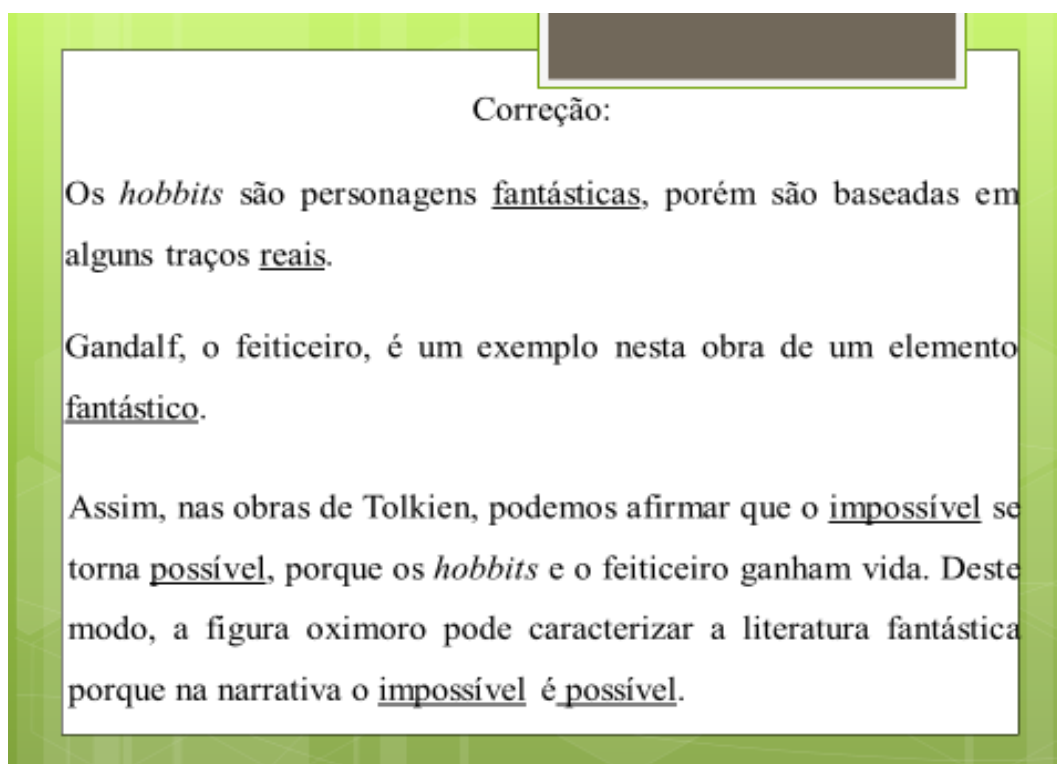 Correção:
Os hobbits são personagens fantásticas, porém são baseadas em
alguns traços reais.
Gandalf, o feiticeiro, é um exemplo nesta obra de um elemento
fantástico.
Assim, nas obras de Tolkien, podemos afirmar que o impossível se
torna possível, porque os hobbits e o feiticeiro ganham vida. Deste
modo, a figura oximoro pode caracterizar a literatura fantástica
porque na narrativa o impossível é possível.